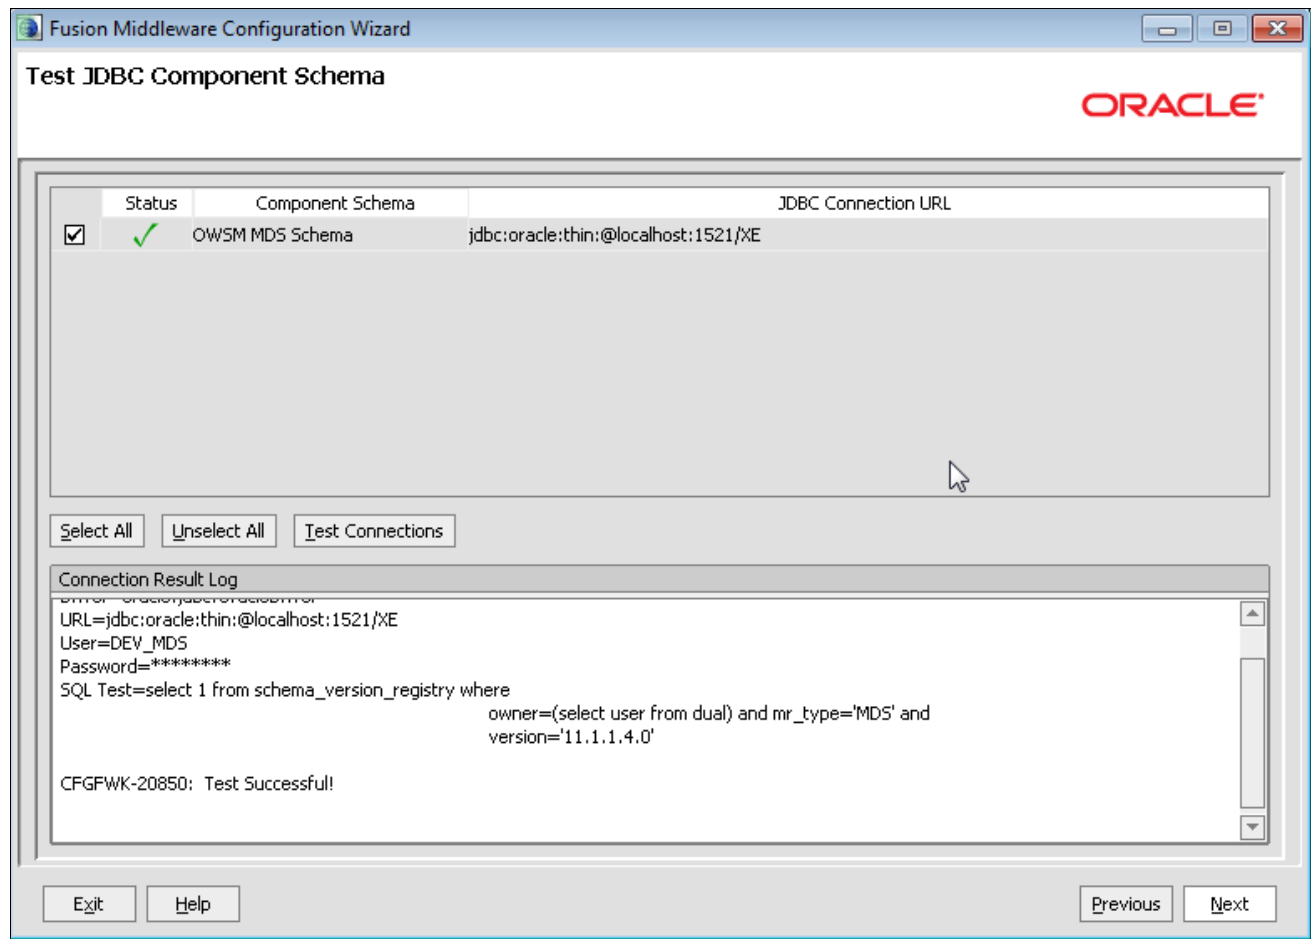 Fusion Middleware Configuration Wizard
Test JDBC Component Schema
ORACLE
Status Component Schema JDBC Connection URL
OWSM MDS Schema jdbc:oracle:thin:@localhost:1521/XE
Select All Unselect All Test Connections
Connection Result Log
URL=jdbc:oracle:thin:@localhost:1521/XE
User=DEV_MDS
Password=********
SQL Test=select 1 from schema_version_registry where
owner=(select user from dual) and mr_type='MDS' and
version='11.1.1.4.0'
CFGFWK-20850: Test Successful!
Exit Help Previous Next